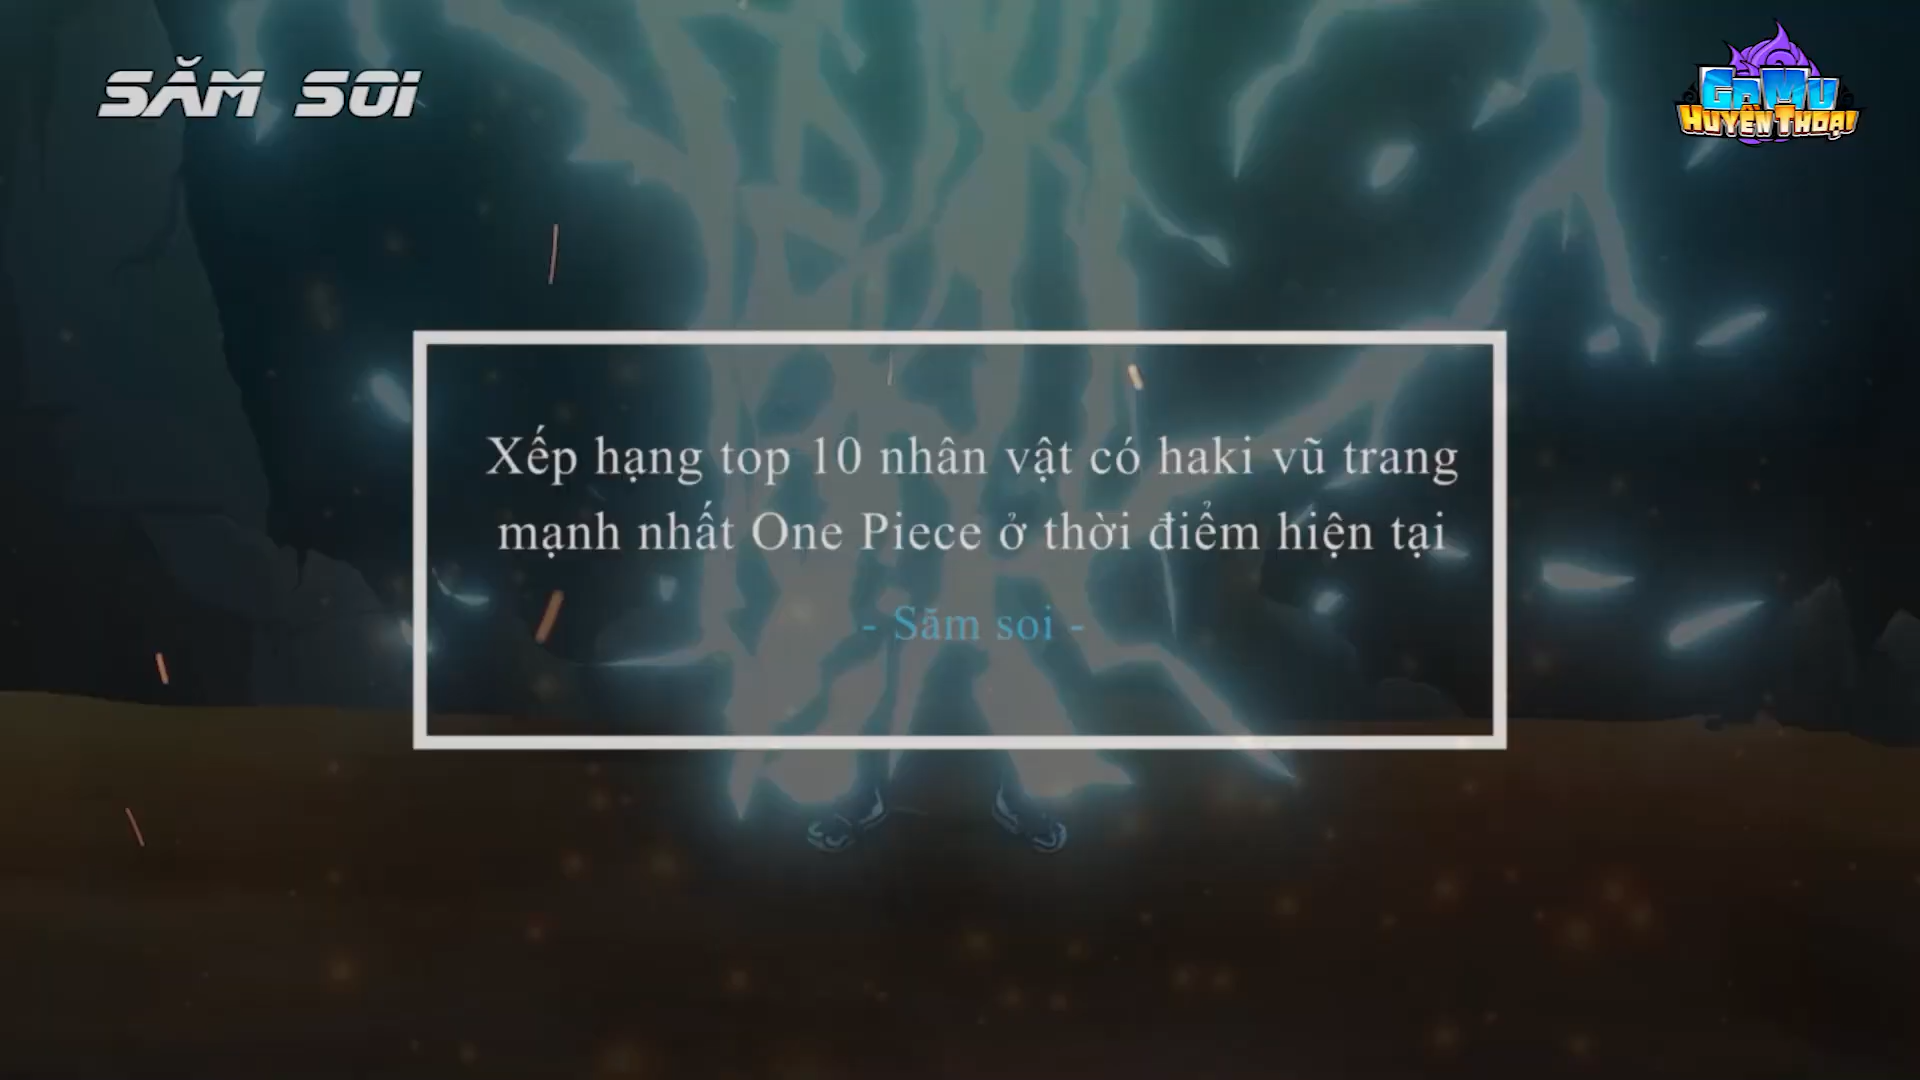 SĂM SOI
GaMu
HUYỀN THOẠI
Xếp hạng top 10 nhân vật có haki vũ trang
mạnh nhất One Piece ở thời điểm hiện tại
- Săm soi -